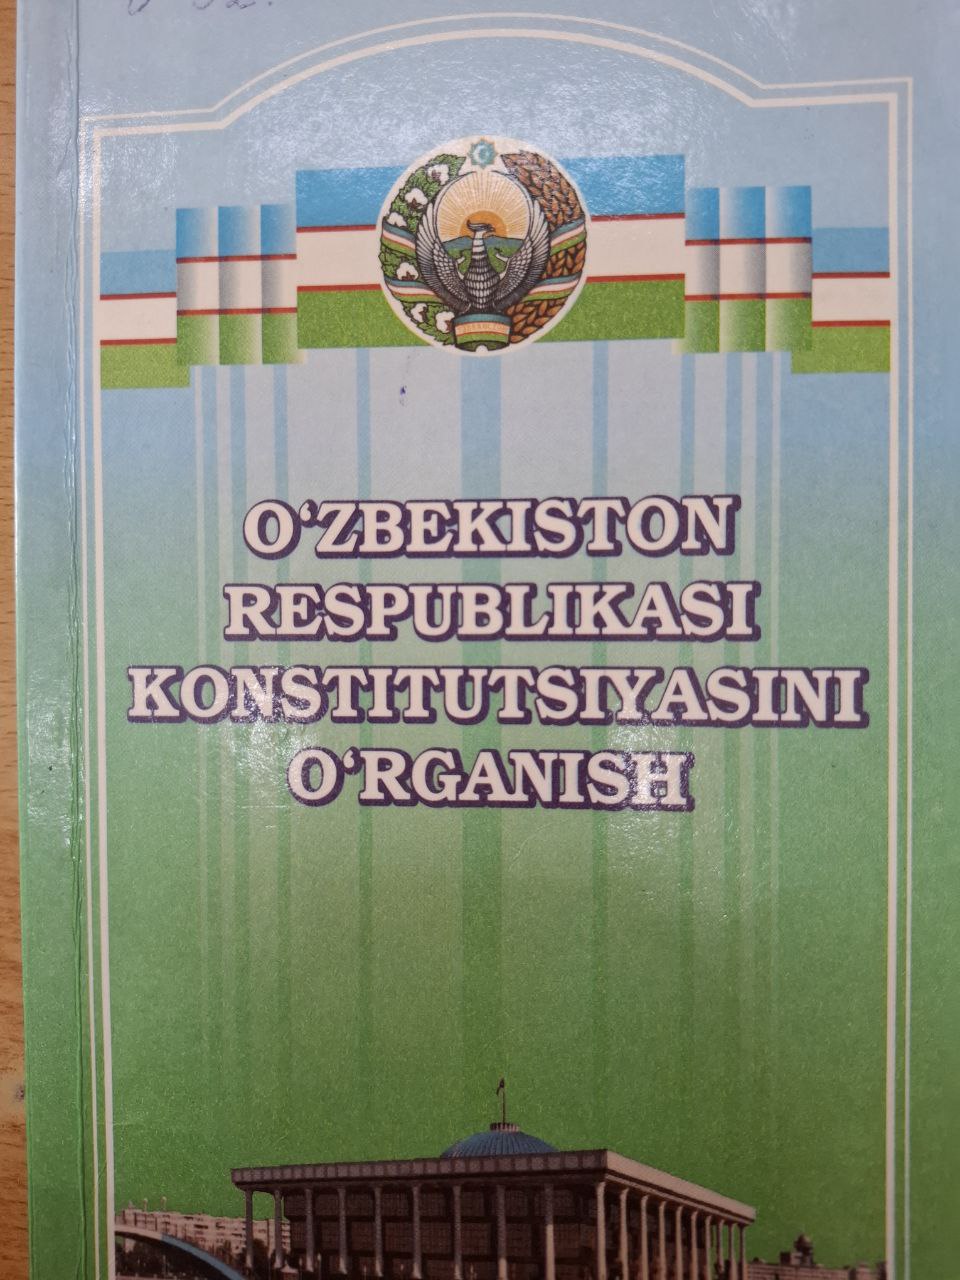 O‘ZBEKISTON
RESPUBLIKASI
KONSTITUTSIYASINI
O‘RGANISH